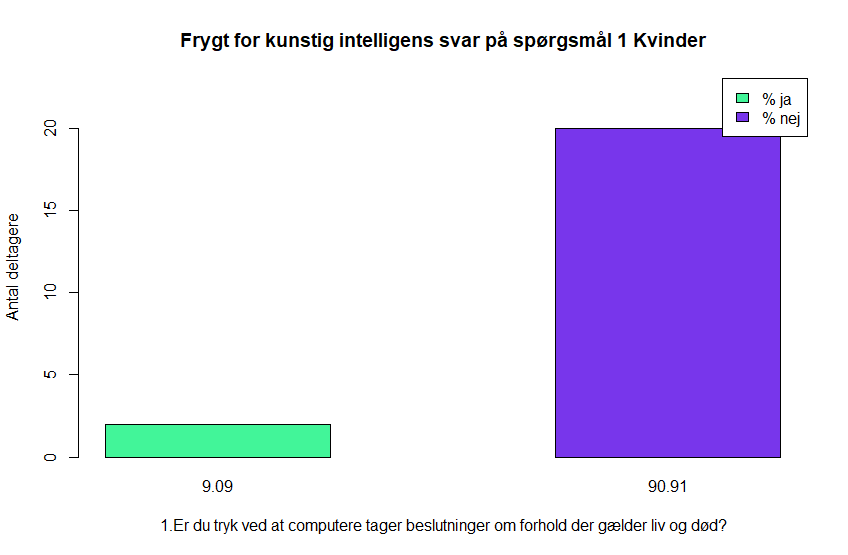 Frygt for kunstig intelligens svar på spørgsmål 1 Kvinder
% ja
% nej
20
15
10
5
0
Antal deltagere
9.09
90.91
1.Er du tryk ved at computere tager beslutninger om forhold der gælder liv og død?